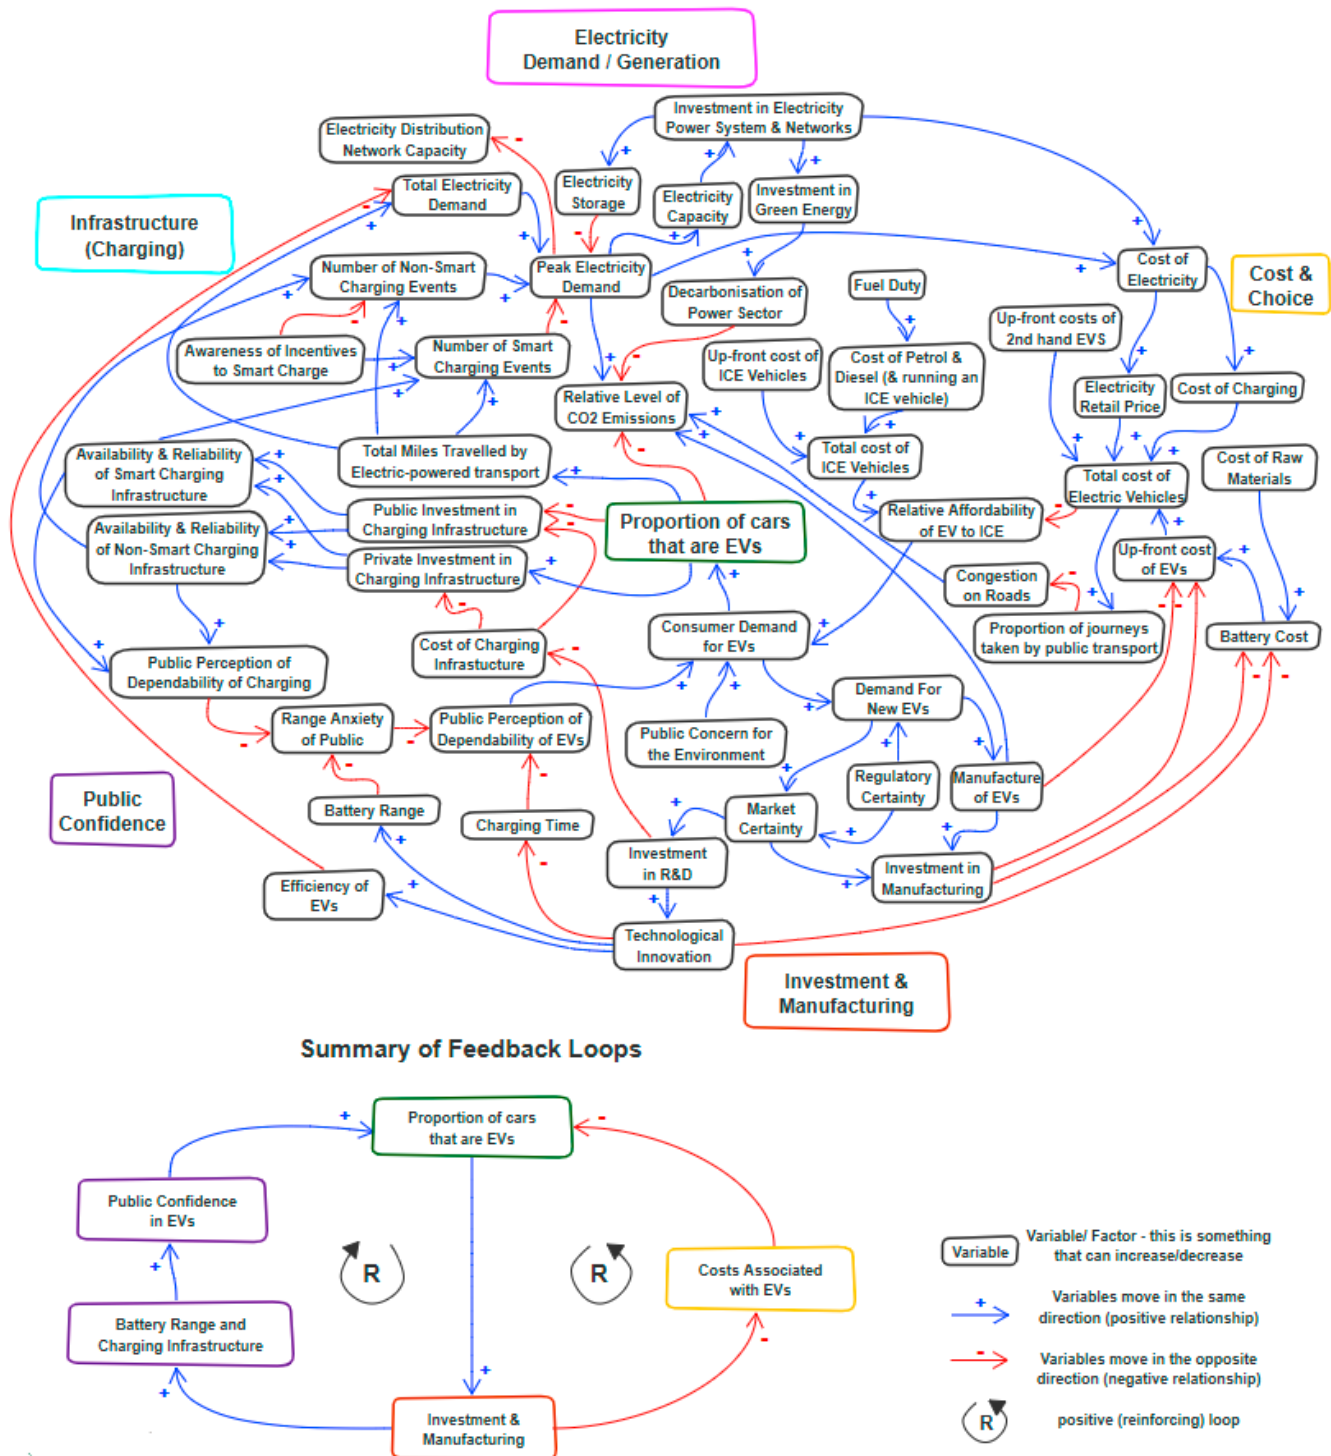 Electricity
Demand / Generation
Investment in Electricity
Power System & Networks
Electricity Distribution
Network Capacity
Total Electricity
Demand
Electricity
Storage
Electricity
Capacity
Investment in
Green Energy
Infrastructure
(Charging)
Number of Non-Smart
Charging Events
Peak Electricity
Demand
Decarbonisation of
Power Sector
Fuel Duty
Cost of
Electricity
Cost &
Choice
Up-front costs of
2nd hand EVS
Awareness of Incentives
to Smart Charge
Number of Smart
Charging Events
Up-front cost of
ICE Vehicles
Cost of Petrol &
Diesel (& running an
ICE vehicle)
Relative Level of
CO2 Emissions
Electricity
Retail Price
Cost of Charging
Availability & Reliability
of Smart Charging
Infrastructure
Total Miles Travelled by
Electric-powered transport
Total cost of
ICE Vehicles
Total cost of
Electric Vehicles
Cost of Raw
Materials
Public Investment in
Charging Infrastructure
Proportion of cars
that are EVs
Relative Affordability
of EV to ICE
Availability & Reliability
of Non-Smart Charging
Infrastructure
Private Investment in
Charging Infrastructure
Up-front cost
of EVs
Congestion
on Roads
Consumer Demand
for EVs
Proportion of journeys
taken by public transport
Battery Cost
Cost of Charging
Infrastucture
Public Perception of
Dependability of Charging
Range Anxiety
of Public
Public Perception of
Dependability of EVs
Demand For
New EVs
Public Concern for
the Environment
Public
Confidence
Battery Range
Charging Time
Market
Certainty
Regulatory
Certainty
Manufacture
of EVs
Investment
in R&D
Investment in
Manufacturing
Efficiency of
EVs
Technological
Innovation
Investment &
Manufacturing
Summary of Feedback Loops
Proportion of cars
that are EVs
Public Confidence
in EVs
R
R
Costs Associated
with EVs
Battery Range and
Charging Infrastructure
Investment &
Manufacturing
Variable
Variable/ Factor - this is something
that can increase/decrease
+
Variables move in the same
direction (positive relationship)
-
Variables move in the opposite
direction (negative relationship)
R
positive (reinforcing) loop